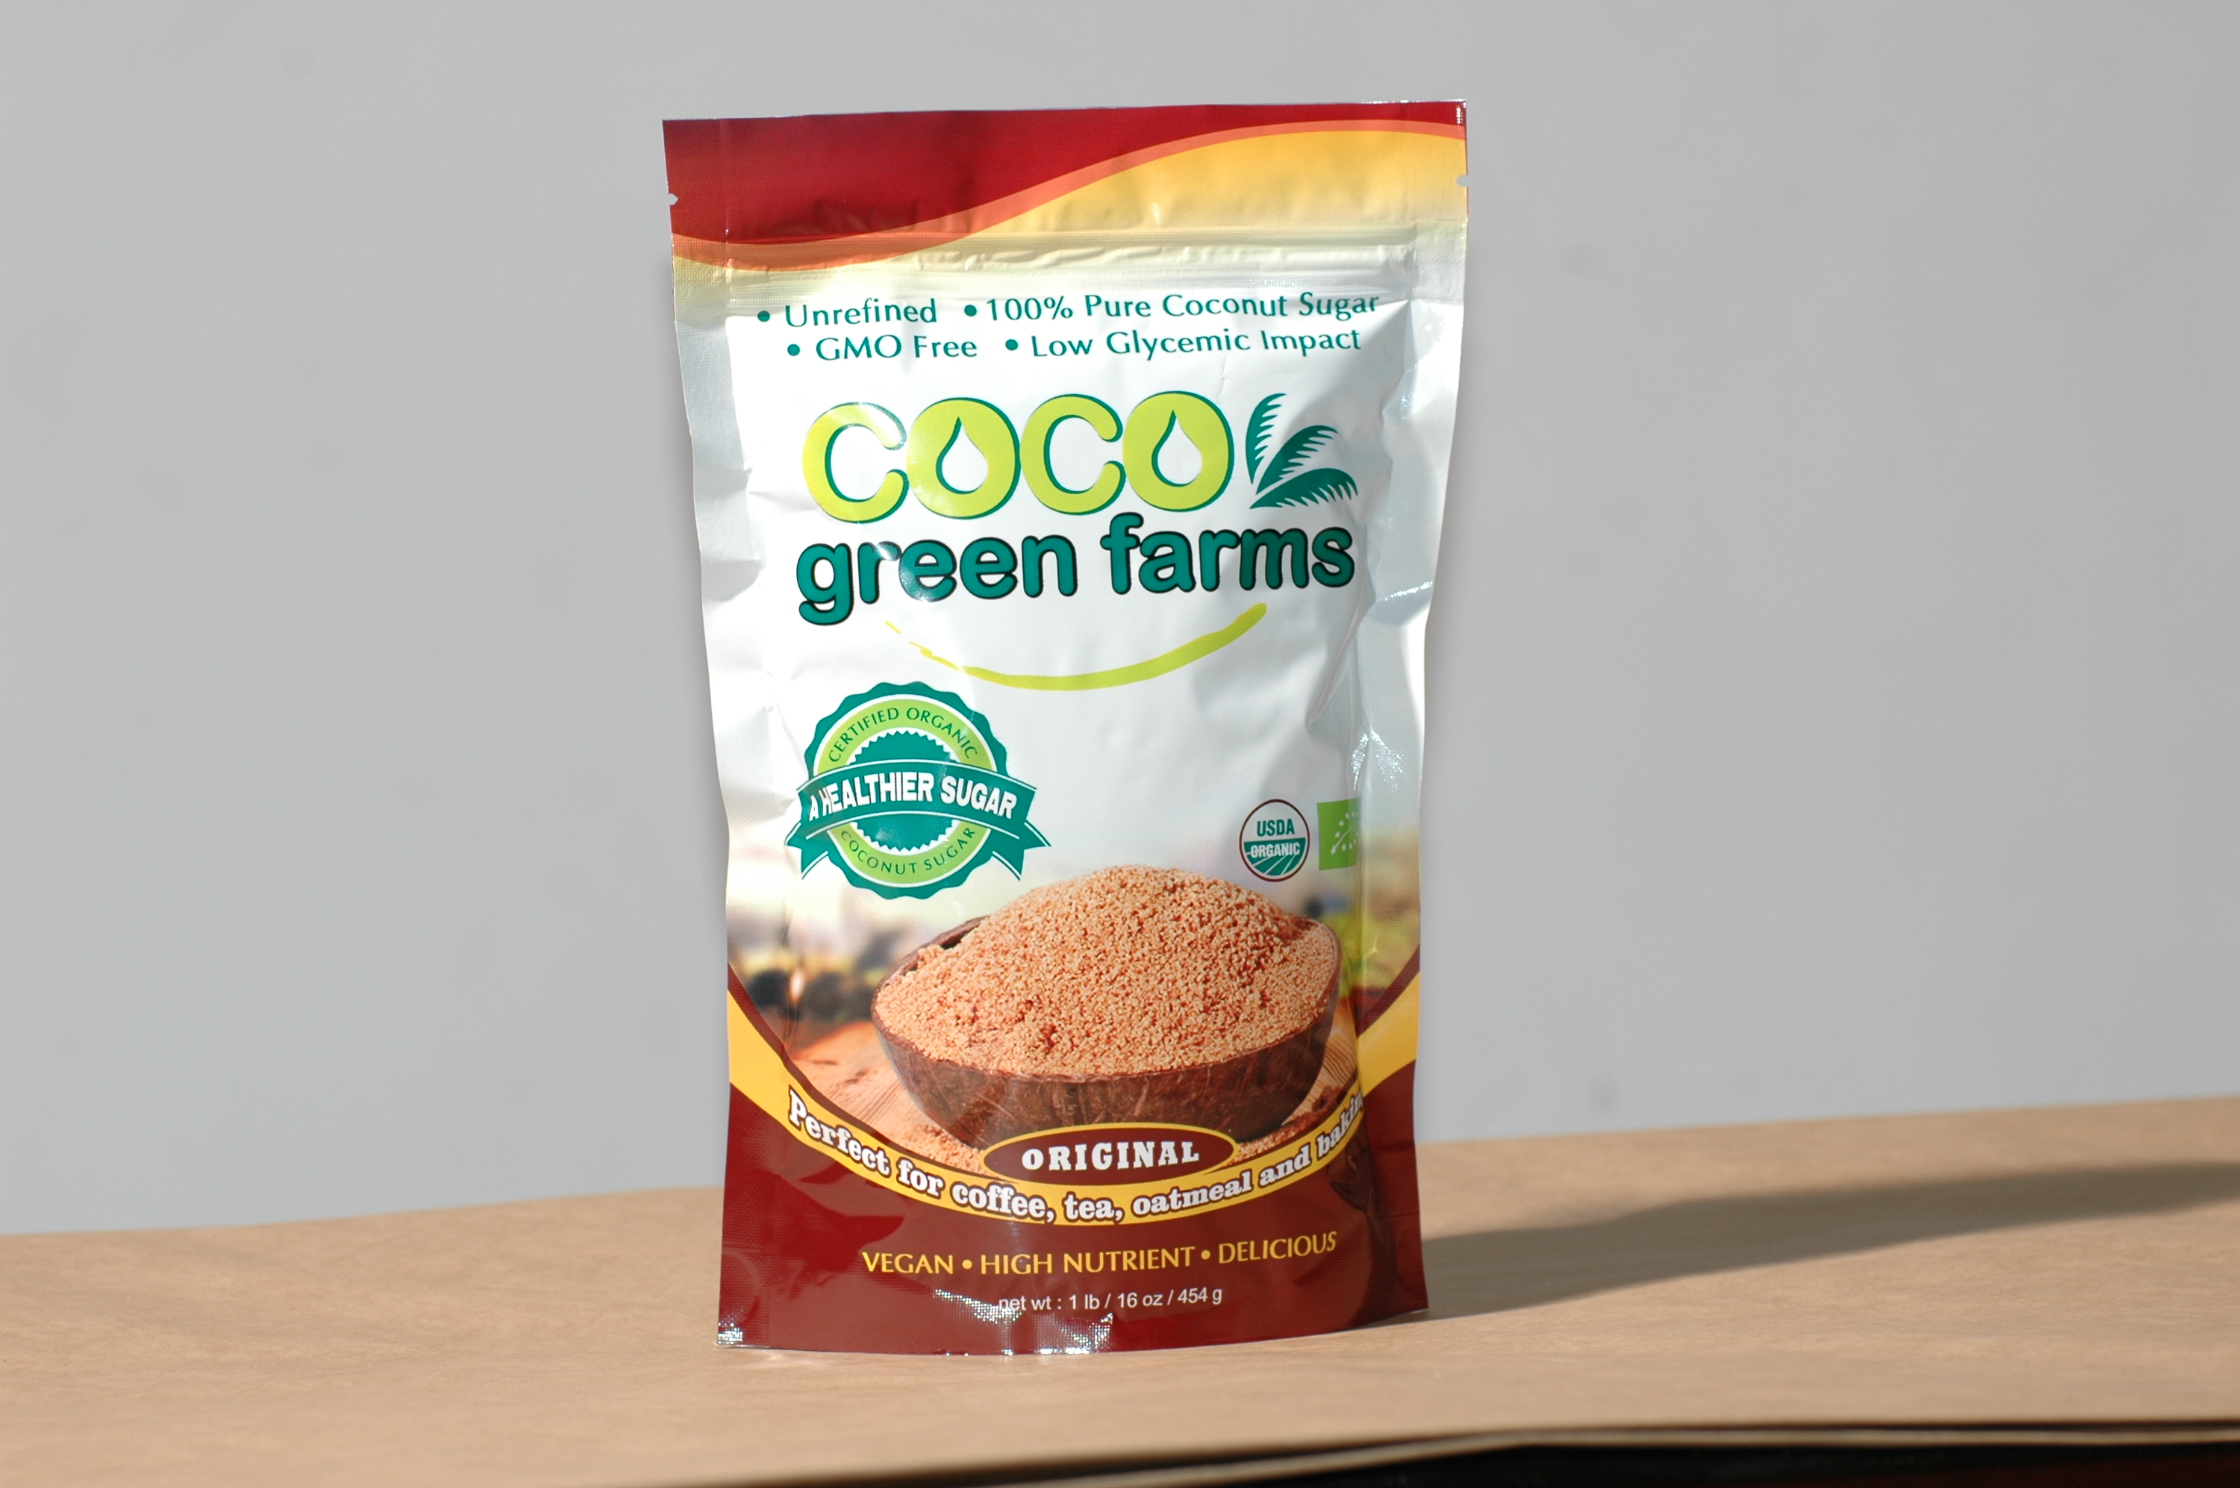 • Unrefined • 100% Pure Coconut Sugar
• GMO Free • Low Glycemic Impact
COCO
green farms
CERTIFIED ORGANIC
A HEALTHIER SUGAR
COCONUT SUGAR
USDA
ORGANIC
ORIGINAL
Perfect for coffee, tea, oatmeal and bakin
VEGAN • HIGH NUTRIENT • DELICIOUS
net wt : 1 lb / 16 oz / 454 g